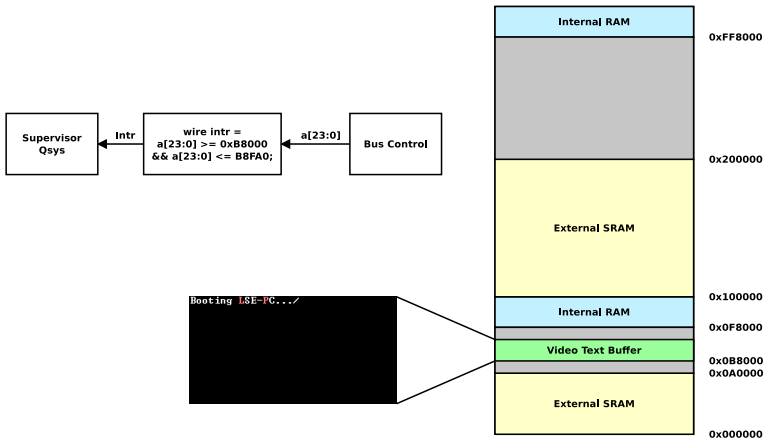 Internal RAM
0xFF8000
Supervisor
Qsys
Intr
wire intr =
a[23:0] >= 0xB8000
&& a[23:0] <= B8FA0;
a[23:0]
Bus Control
0x200000
External SRAM
Booting LSE-PC.../
0x100000
Internal RAM
0x0F8000
Video Text Buffer
0x0B8000
0x0A0000
External SRAM
0x000000